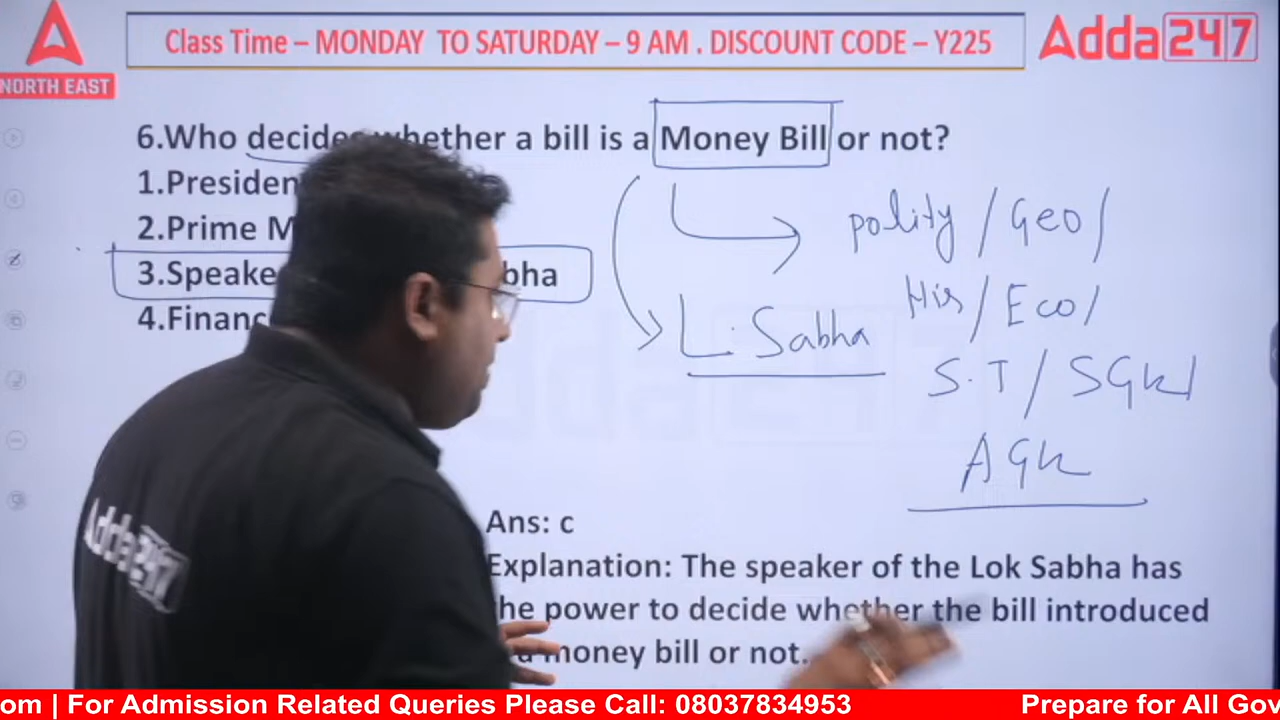 Class Time – MONDAY TO SATURDAY – 9 AM . DISCOUNT CODE – Y225
Adda247
NORTH EAST
6.Who decides whether a bill is a Money Bill or not?
1.Presiden
2.Prime M
3.Speake bha
4.Financ
polity / Geo /
His / Eco /
L. Sabha
S.T / SGK /
AGK
Ans: c
Explanation: The speaker of the Lok Sabha has
the power to decide whether the bill introduced
money bill or not.
Adda247
om | For Admission Related Queries Please Call: 08037834953 Prepare for All Gov